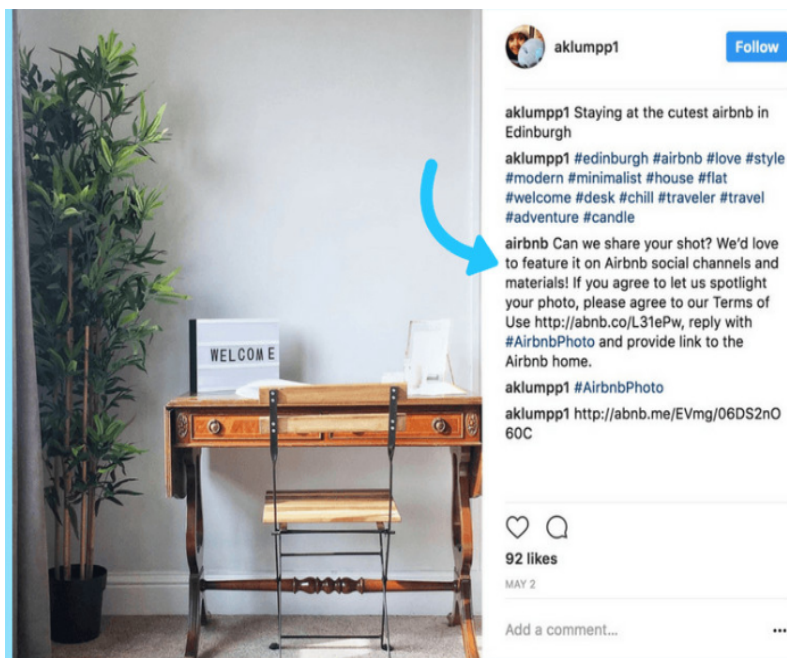 aklumpp1
Follow
aklumpp1 Staying at the cutest airbnb in
Edinburgh
aklumpp1 #edinburgh #airbnb #love #style
#modern #minimalist #house #flat
#welcome #desk #chill #traveler #travel
#adventure #candle
airbnb Can we share your shot? We'd love
to feature it on Airbnb social channels and
materials! If you agree to let us spotlight
your photo, please agree to our Terms of
Use http://abnb.co/L31ePw, reply with
#AirbnbPhoto and provide link to the
Airbnb home.
aklumpp1 #AirbnbPhoto
aklumpp1 http://abnb.me/EVmg/06DS2nO
60C
WELCOME
92 likes
MAY 2
Add a comment...